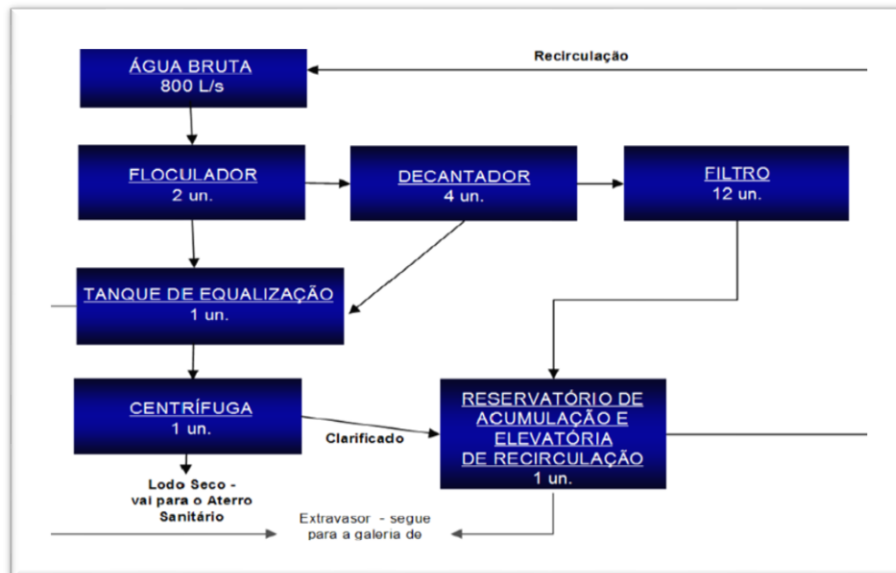 ÁGUA BRUTA
800 L/s
Recirculação
FLOCULADOR
2 un.
DECANTADOR
4 un.
FILTRO
12 un.
TANQUE DE EQUALIZAÇÃO
1 un.
CENTRÍFUGA
1 un.
Clarificado
RESERVATÓRIO DE
ACUMULAÇÃO E
ELEVATÓRIA
DE RECIRCULAÇÃO
1 un.
Lodo Seco -
vai para o Aterro
Sanitário
Extravasor - segue
para a galeria de